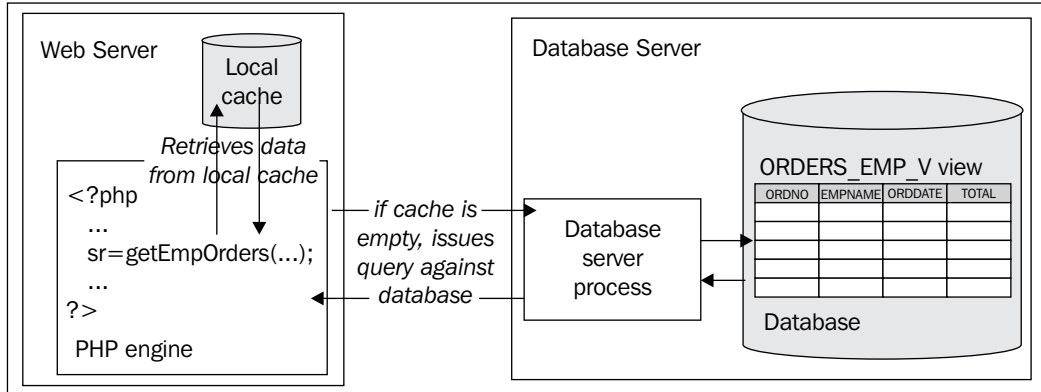 Web Server
Local
cache
Retrieves data
from local cache
<?php
...
sr=getEmpOrders(...);
...
?>
PHP engine
if cache is
empty, issues
query against
database
Database Server
Database
server
process
ORDERS_EMP_V view
ORDNO EMPNAME ORDDATE TOTAL
Database